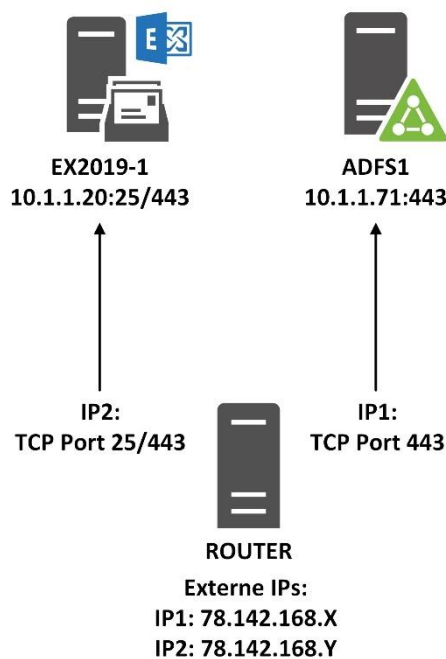 E
EX2019-1
10.1.1.20:25/443
ADFS1
10.1.1.71:443
IP2:
TCP Port 25/443
IP1:
TCP Port 443
ROUTER
Externe IPs:
IP1: 78.142.168.X
IP2: 78.142.168.Y